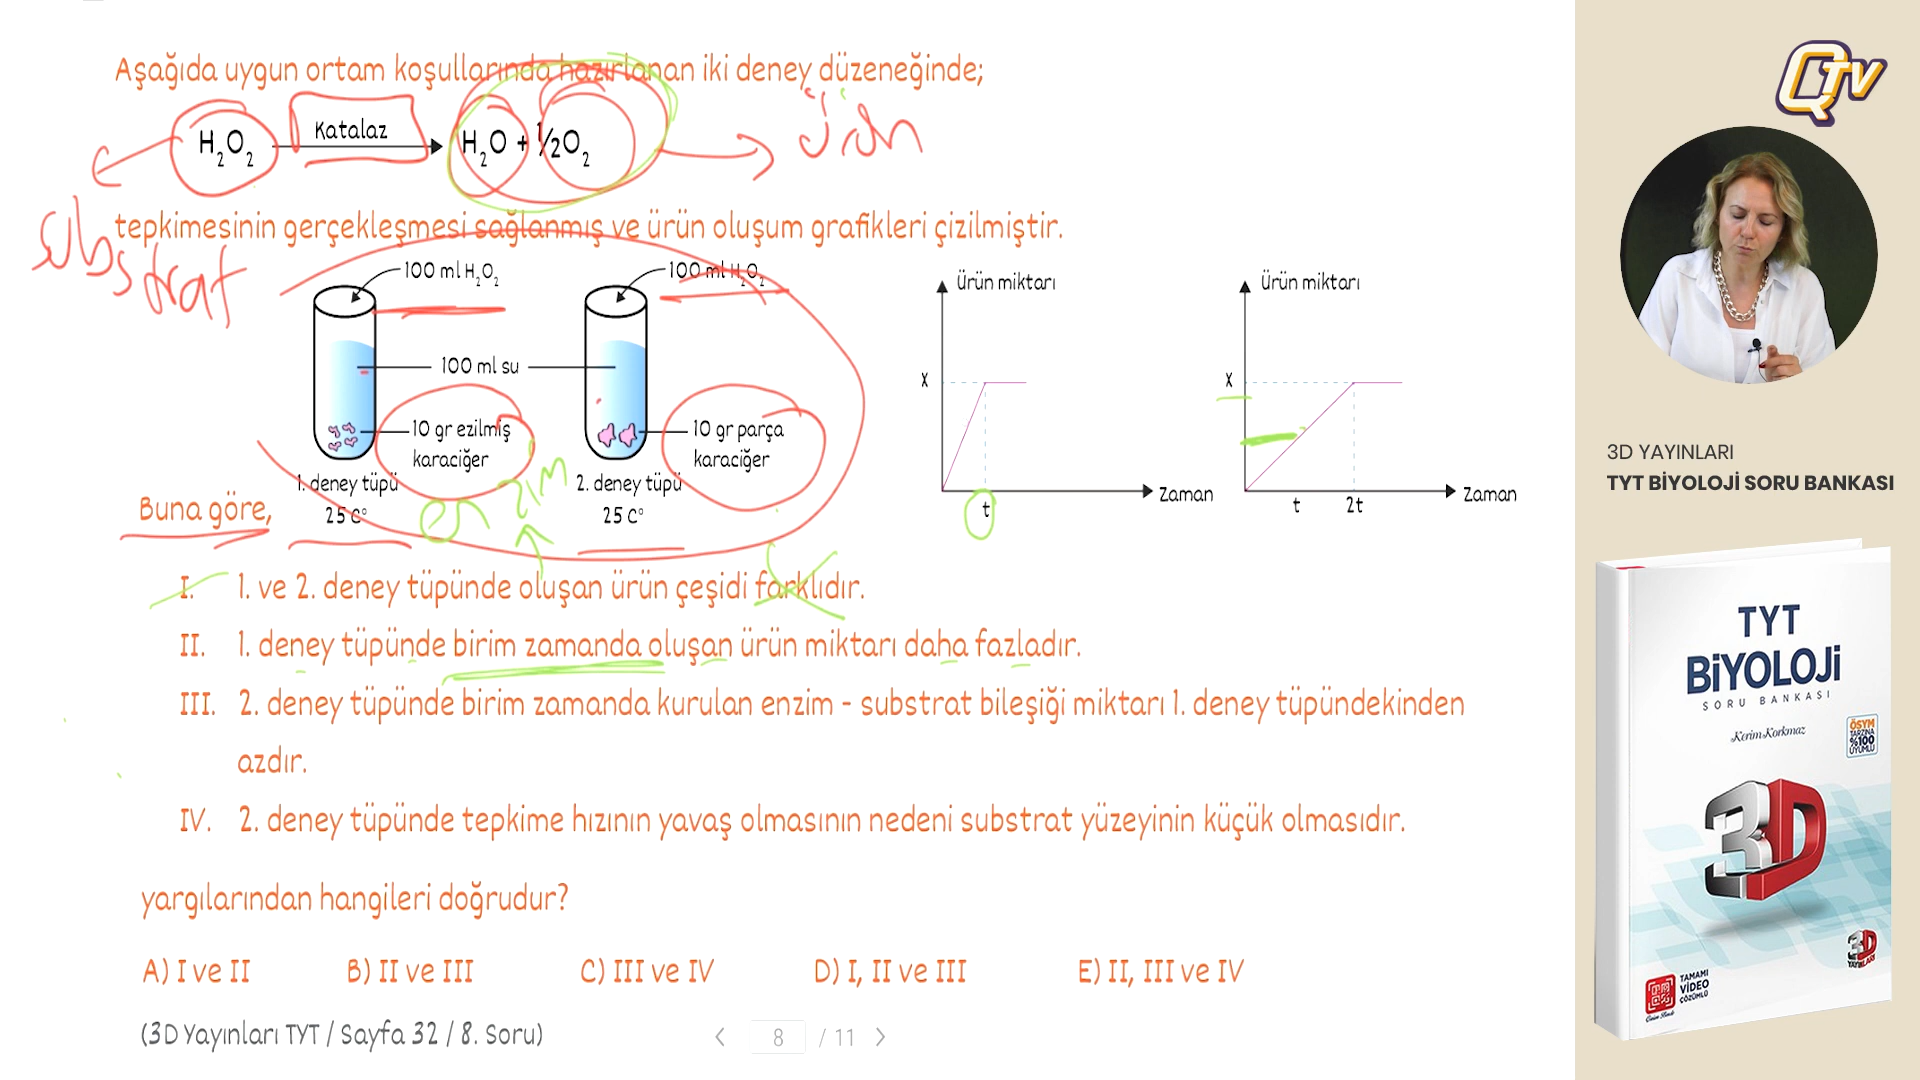 Aşağıda uygun ortam koşullarında hazırlanan iki deney düzeneğinde;
H₂O₂ Katalaz H₂O + ½O₂ ürün
substrat
tepkimesinin gerçekleşmesi sağlanmış ve ürün oluşum grafikleri çizilmiştir.
100 ml H₂O₂ 100 ml H₂O₂
100 ml su
10 gr ezilmiş karaciğer
10 gr parça karaciğer
enzim
1. deney tüpü
25 C°
2. deney tüpü
25 C°
Ürün miktarı
X
t
Zaman
Ürün miktarı
X
t 2t
Zaman
Buna göre,
I. 1. ve 2. deney tüpünde oluşan ürün çeşidi farklıdır.
II. 1. deney tüpünde birim zamanda oluşan ürün miktarı daha fazladır.
III. 2. deney tüpünde birim zamanda kurulan enzim - substrat bileşiği miktarı 1. deney tüpündekinden
azdır.
IV. 2. deney tüpünde tepkime hızının yavaş olmasının nedeni substrat yüzeyinin küçük olmasıdır.
yargılarından hangileri doğrudur?
A) I ve II B) II ve III C) III ve IV D) I, II ve III E) II, III ve IV
(3D Yayınları TYT / Sayfa 32 / 8. Soru)
8 / 11
QTV
3D YAYINLARI
TYT BİYOLOJİ SORU BANKASI
TYT
BİYOLOJİ
SORU BANKASI
Kerim Korkmaz
ÖSYM
TARZINA
%100
UYUMLU
3D
3D
YAYINLARI
TAMAMI
VİDEO
ÇÖZÜMLÜ